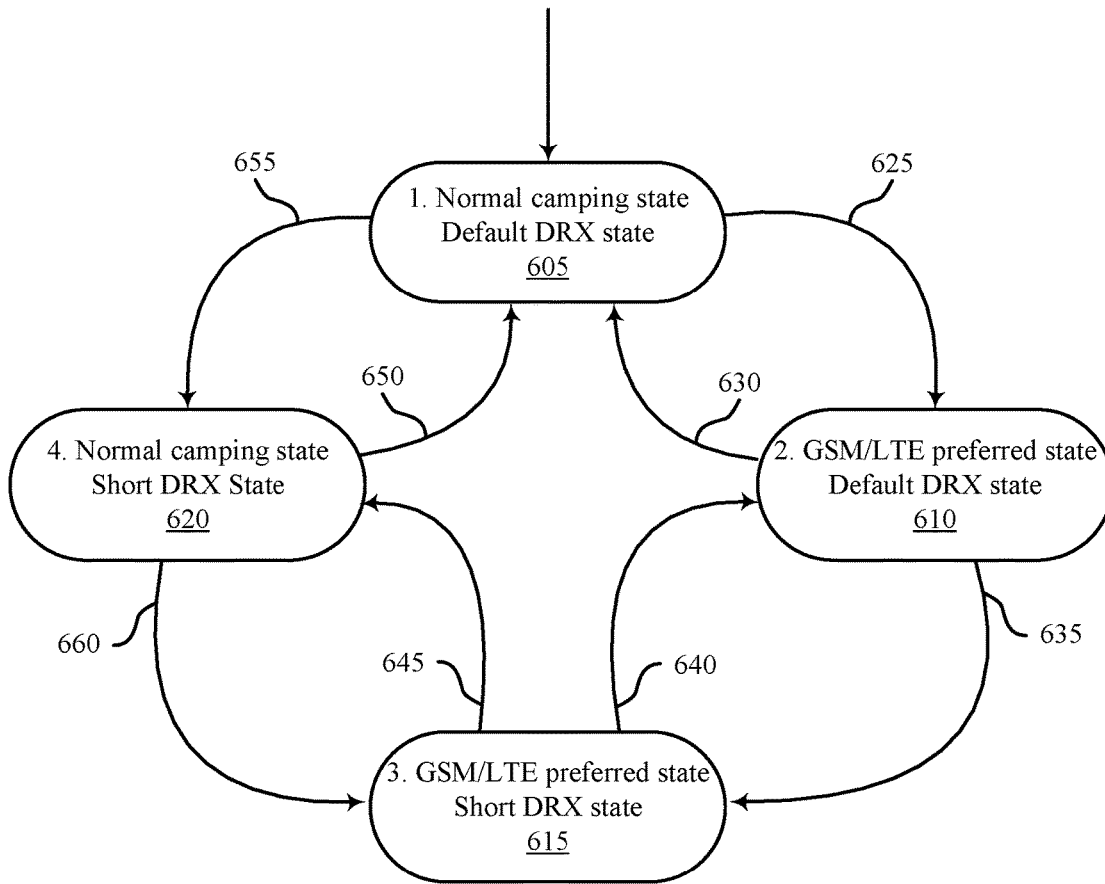 655
625
1. Normal camping state
Default DRX state
605
650
630
4. Normal camping state
Short DRX State
620
2. GSM/LTE preferred state
Default DRX state
610
660
635
645
640
3. GSM/LTE preferred state
Short DRX state
615